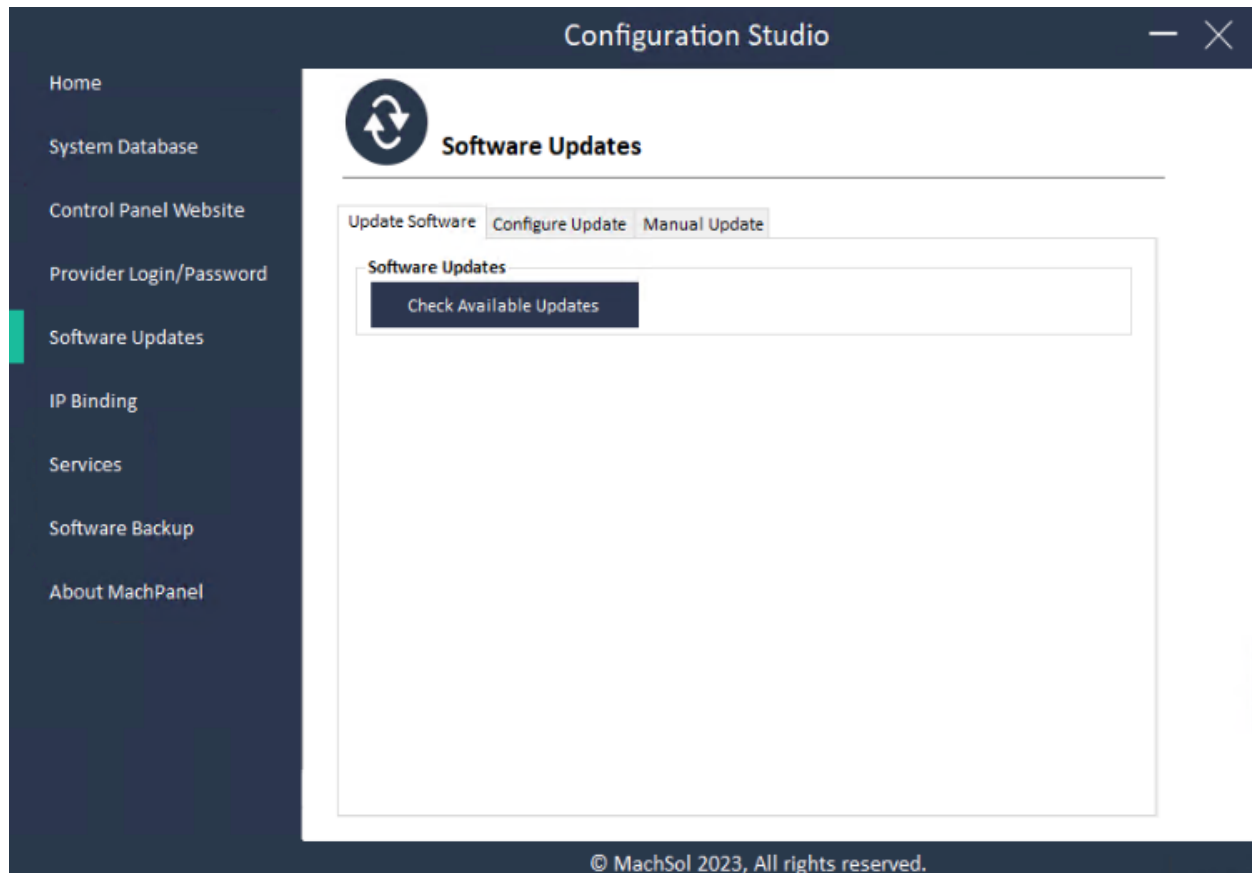 Configuration Studio
Home
System Database
Control Panel Website
Provider Login/Password
Software Updates
IP Binding
Services
Software Backup
About MachPanel
Software Updates
Update Software
Configure Update
Manual Update
Software Updates
Check Available Updates
© MachSol 2023, All rights reserved.